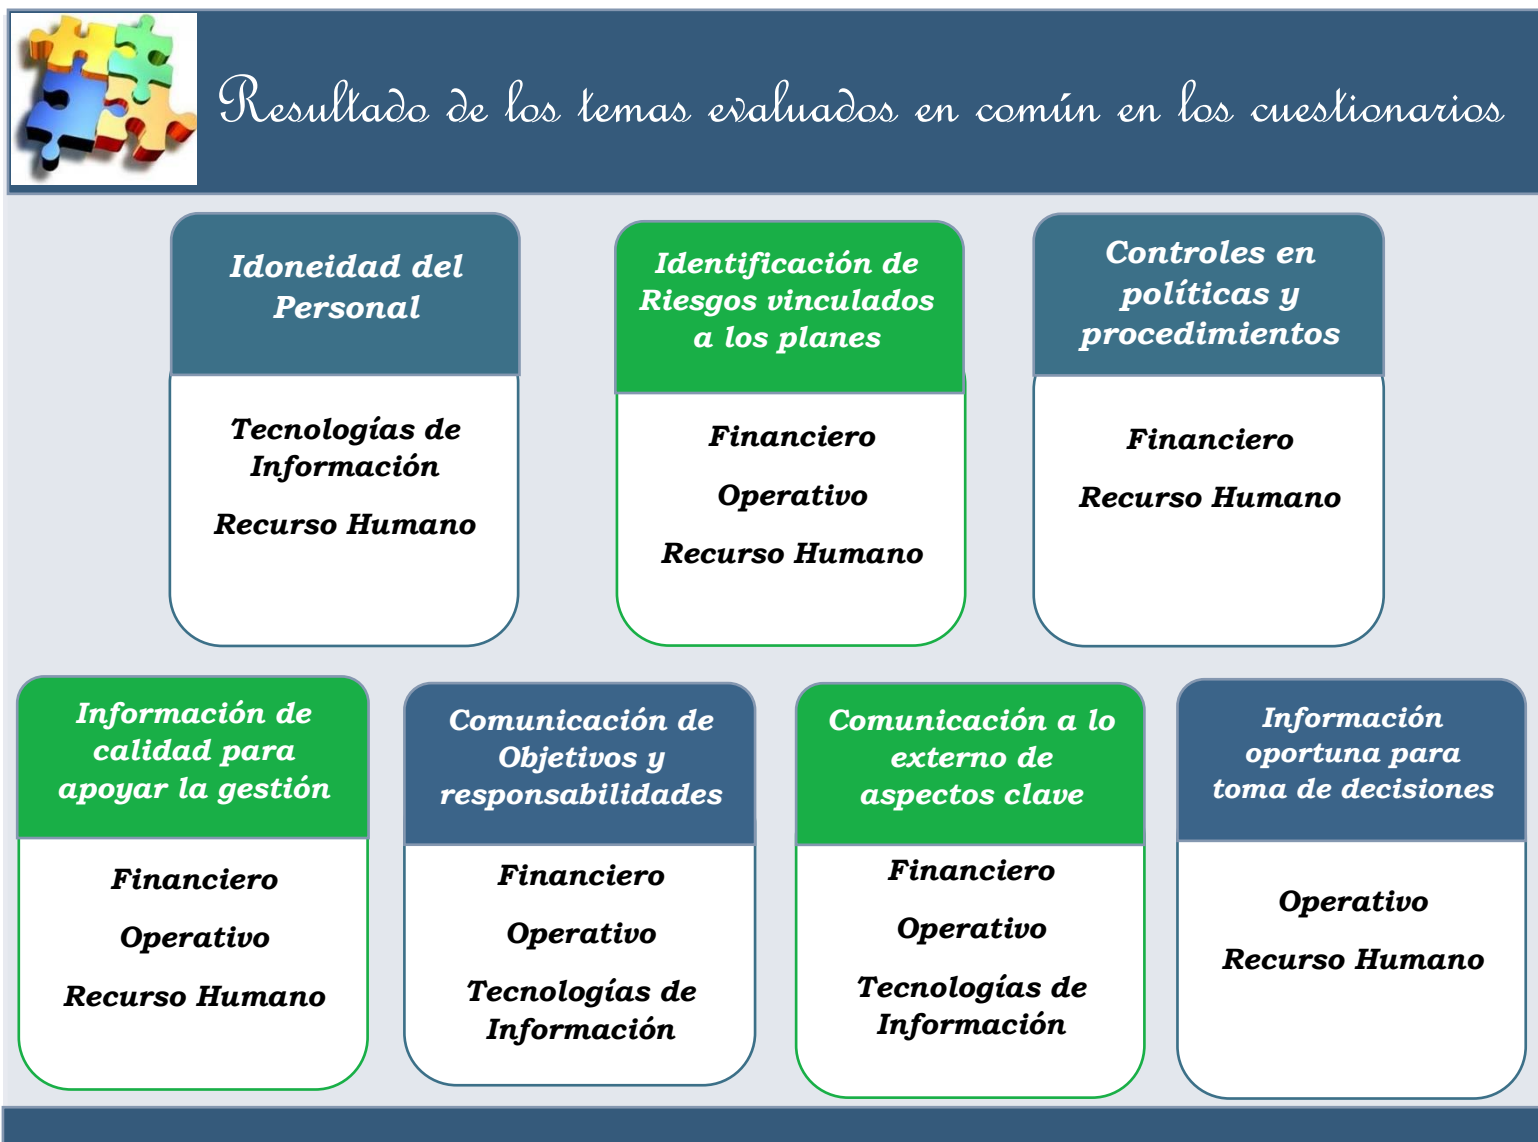 Resultado de los temas evaluados en común en los cuestionarios
Idoneidad del
Personal
Tecnologías de
Información
Recurso Humano
Identificación de
Riesgos vinculados
a los planes
Financiero
Operativo
Recurso Humano
Controles en
políticas y
procedimientos
Financiero
Recurso Humano
Información de
calidad para
apoyar la gestión
Financiero
Operativo
Recurso Humano
Comunicación de
Objetivos y
responsabilidades
Financiero
Operativo
Tecnologías de
Información
Comunicación a lo
externo de
aspectos clave
Financiero
Operativo
Tecnologías de
Información
Información
oportuna para
toma de decisiones
Operativo
Recurso Humano